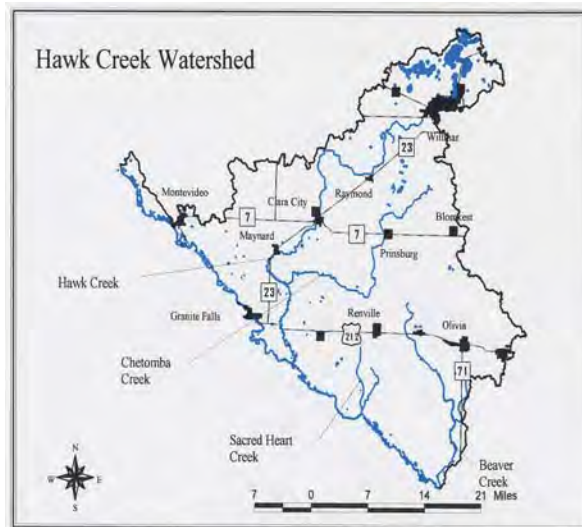 Hawk Creek Watershed
Willmar
23
Raymond
Montevideo
Clara City
Blomkest
7
7
Maynard
Prinsburg
Hawk Creek
23
Granite Falls
Renville
Olivia
212
Chetomba
Creek
71
Sacred Heart
Creek
Beaver
Creek
N
W E
S
7 0 7 14 21 Miles